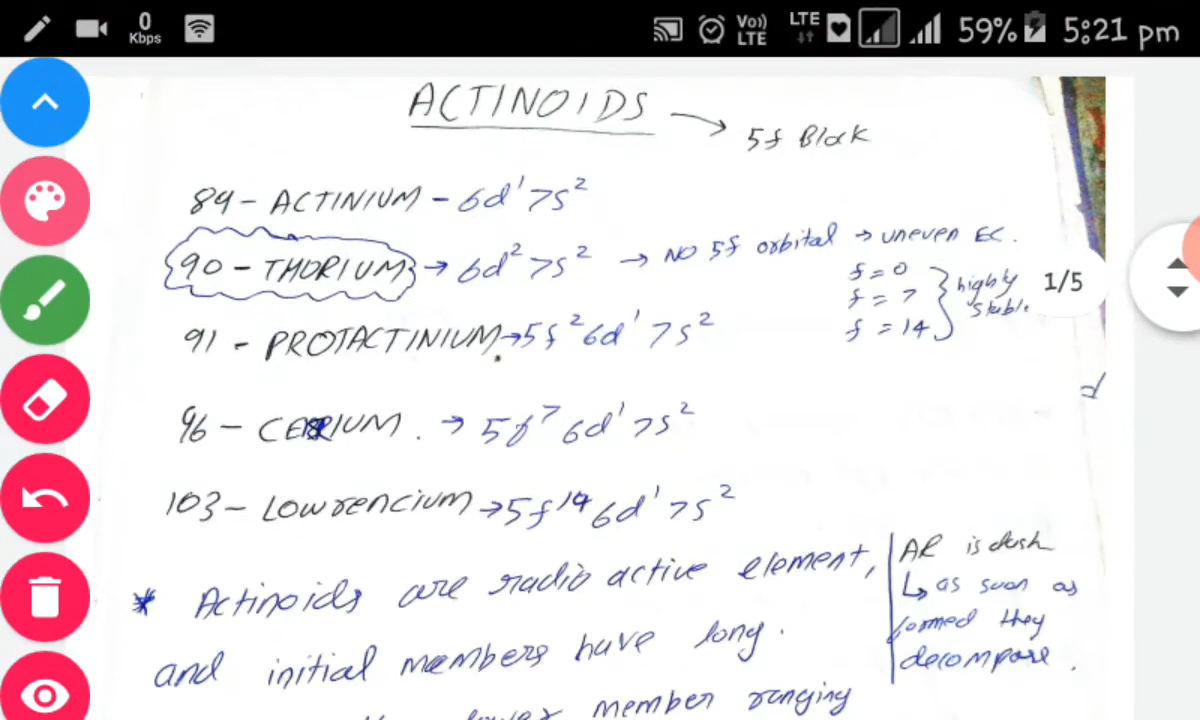 0 Kbps Vo) LTE LTE 59% 5:21 pm
ACTINOIDS → 5f Block
89 - ACTINIUM - 6d¹7s²
90 - THORIUM → 6d²7s² → NO 5f orbital → uneven EC.
f = 0
f = 7 } highly stable
f = 14
1/5
91 - PROTACTINIUM → 5f²6d¹7s²
96 - CERIUM. → 5f⁷6d¹7s²
103 - Lowrencium → 5f¹⁴6d¹7s²
* Actinoids are radio active element,
and initial members have long.
member ranging
AR is dash
↳ as soon as
formed they
decompose.